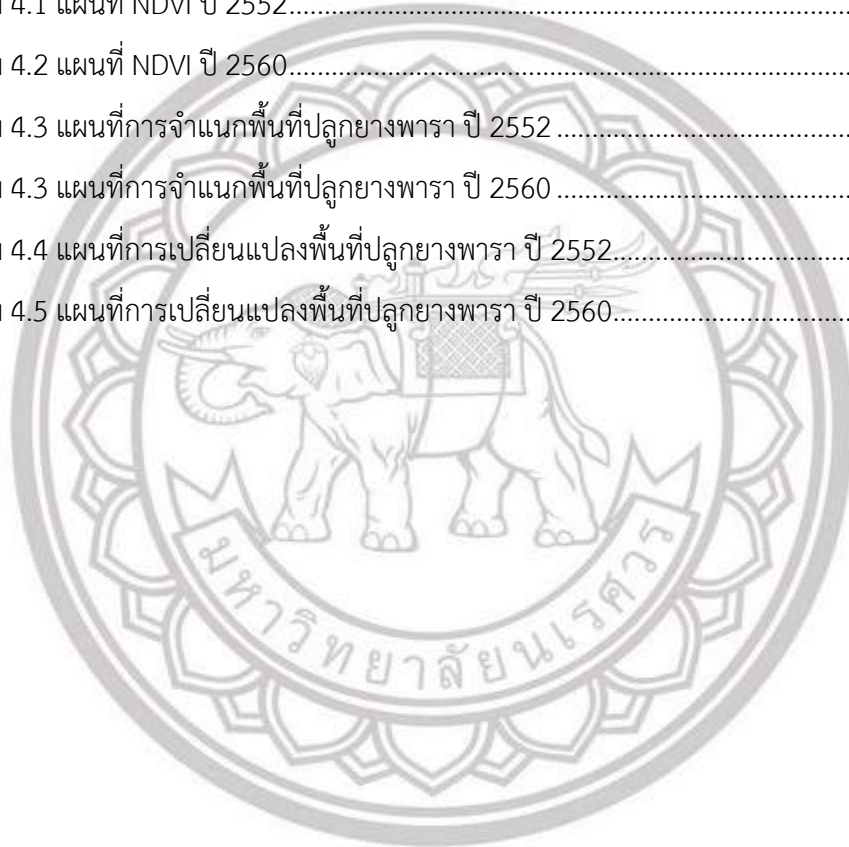 4.1 แผนที่ NDVI ปี 2552
4.2 แผนที่ NDVI ปี 2560
4.3 แผนที่การจำแนกพื้นที่ปลูกยางพารา ปี 2552
4.3 แผนที่การจำแนกพื้นที่ปลูกยางพารา ปี 2560
4.4 แผนที่การเปลี่ยนแปลงพื้นที่ปลูกยางพารา ปี 2552
4.5 แผนที่การเปลี่ยนแปลงพื้นที่ปลูกยางพารา ปี 2560
มหาวิทยาลัยนเรศวร